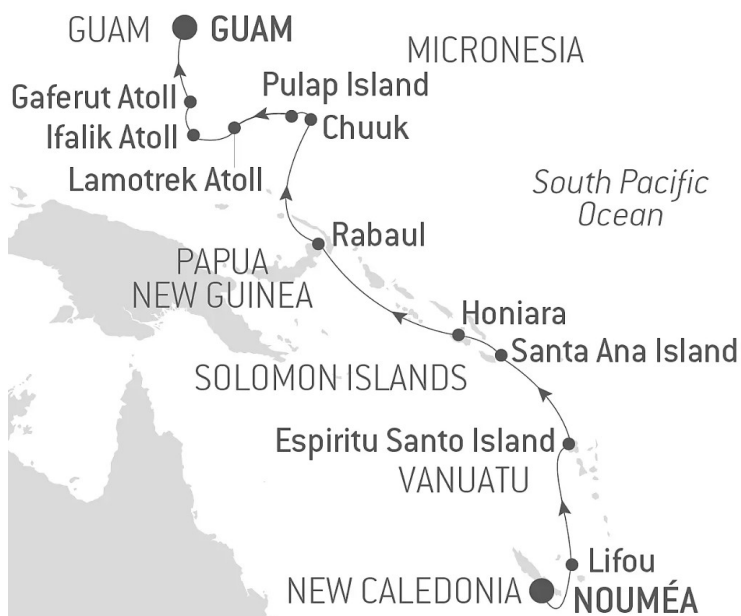 GUAM GUAM
MICRONESIA
Pulap Island
Gaferut Atoll
Chuuk
Ifalik Atoll
Lamotrek Atoll
South Pacific
Ocean
Rabaul
PAPUA
NEW GUINEA
Honiara
Santa Ana Island
SOLOMON ISLANDS
Espiritu Santo Island
VANUATU
Lifou
NEW CALEDONIA
NOUMÉA